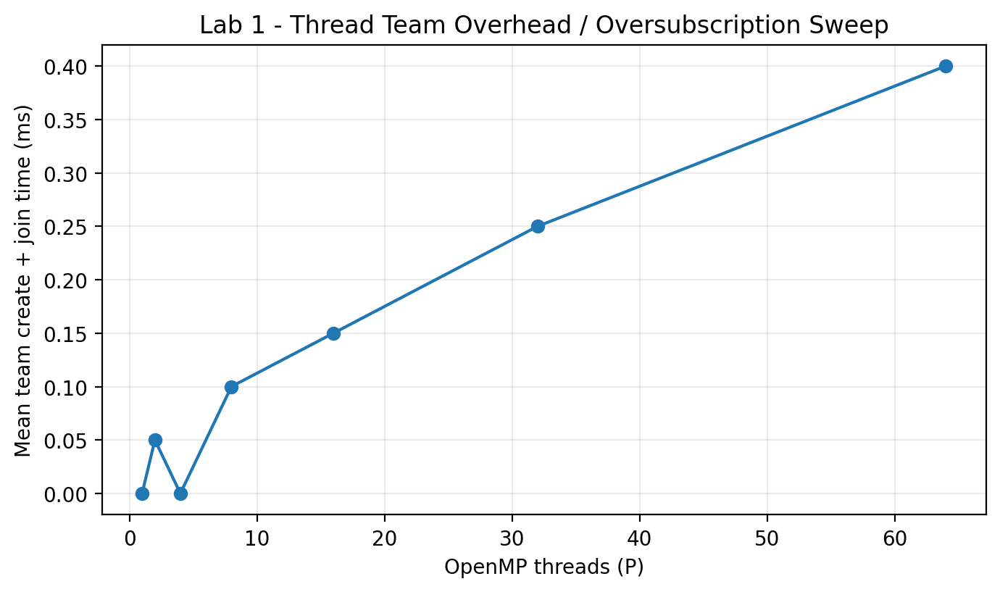 Lab 1 - Thread Team Overhead / Oversubscription Sweep
Mean team create + join time (ms)
0.40
0.35
0.30
0.25
0.20
0.15
0.10
0.05
0.00
0 10 20 30 40 50 60
OpenMP threads (P)